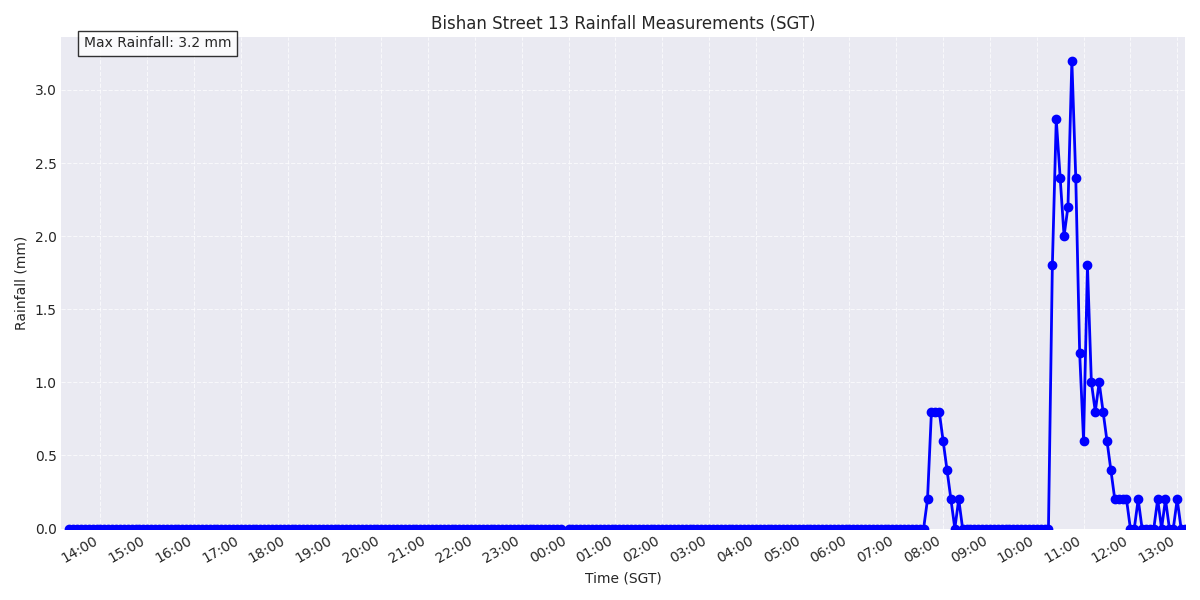 Bishan Street 13 Rainfall Measurements (SGT)
Max Rainfall: 3.2 mm
3.0
2.5
2.0
1.5
1.0
0.5
0.0
Rainfall (mm)
14:00 15:00 16:00 17:00 18:00 19:00 20:00 21:00 22:00 23:00 00:00 01:00 02:00 03:00 04:00 05:00 06:00 07:00 08:00 09:00 10:00 11:00 12:00 13:00
Time (SGT)